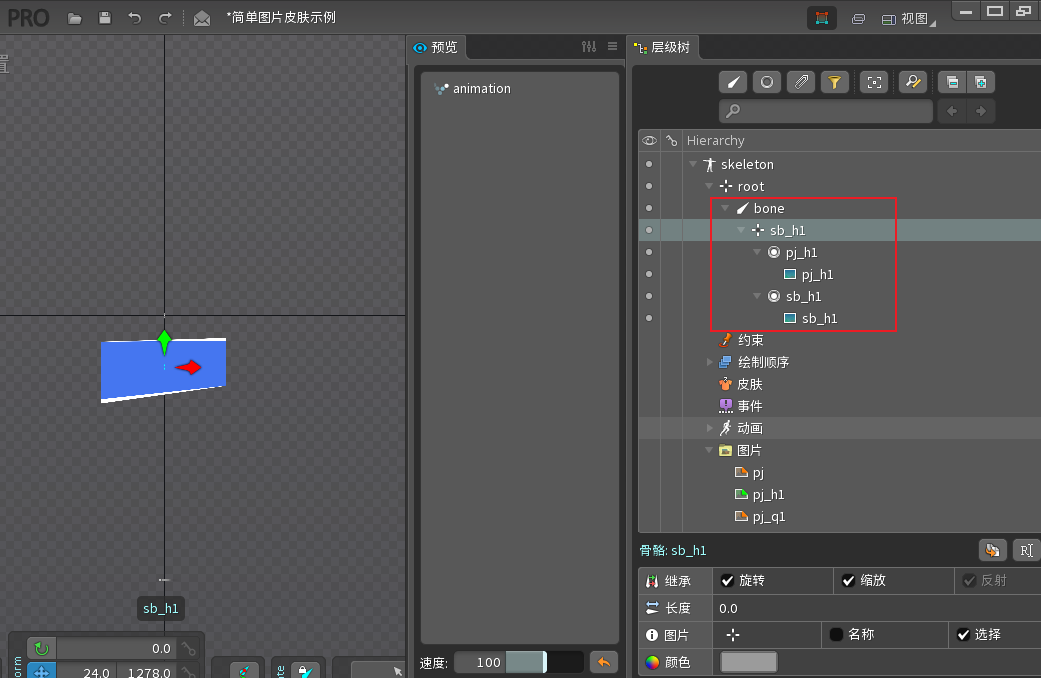 PRO
*简单图片皮肤示例
视图
置
预览
层级树
animation
Hierarchy
skeleton
root
bone
sb_h1
pj_h1
pj_h1
sb_h1
sb_h1
约束
绘制顺序
皮肤
事件
动画
图片
pj
pj_h1
pj_q1
骨骼: sb_h1
继承
旋转
缩放
反射
长度
0.0
图片
名称
选择
颜色
速度:
100
sb_h1
0.0
24.0
1278.0